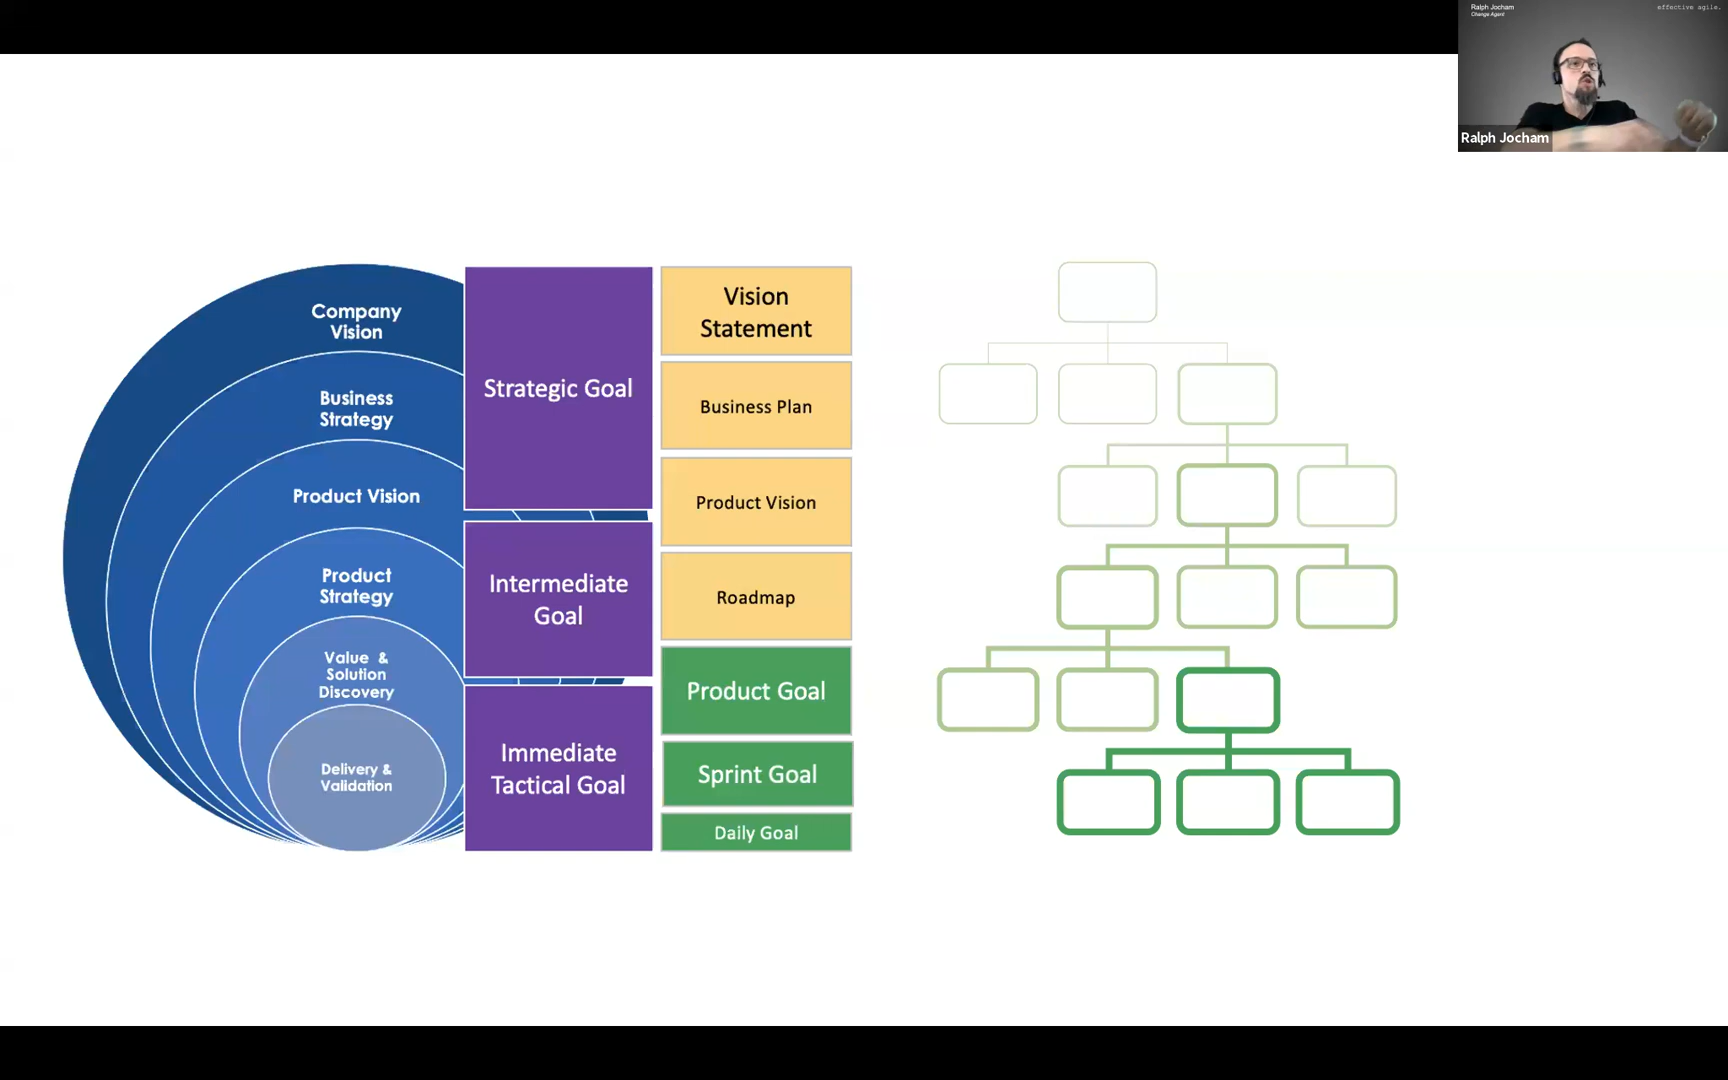 Ralph Jocham
Change Agent
effective agile.
Ralph Jocham
Company
Vision
Business
Strategy
Product Vision
Product
Strategy
Value &
Solution
Discovery
Delivery &
Validation
Strategic Goal
Intermediate
Goal
Immediate
Tactical Goal
Vision
Statement
Business Plan
Product Vision
Roadmap
Product Goal
Sprint Goal
Daily Goal